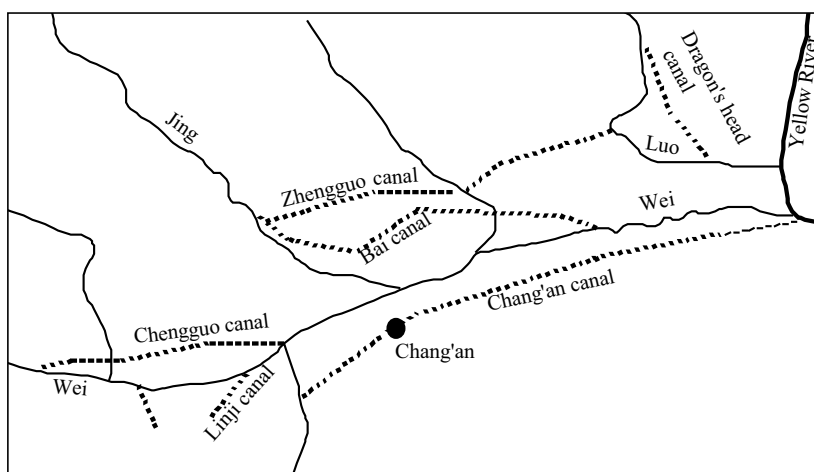 Dragon's head
canal
Yellow River
Jing
Luo
Zhengguo canal
Wei
Bai canal
Chang'an canal
Chengguo canal
Chang'an
Wei
Linji canal